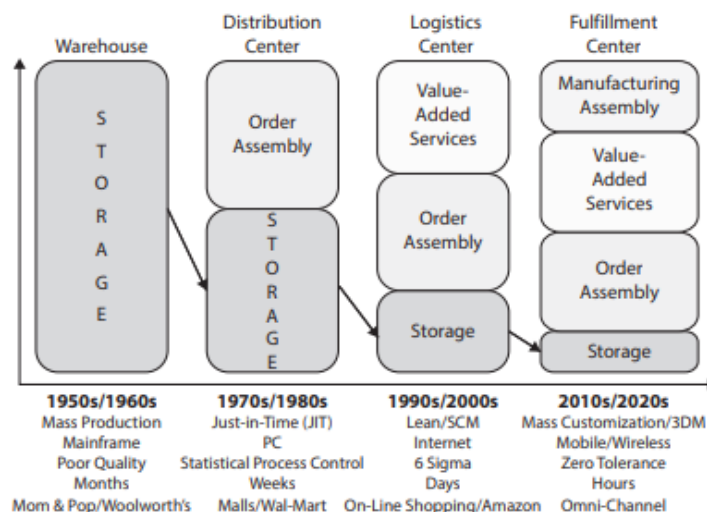 Warehouse
Distribution
Center
Logistics
Center
Fulfillment
Center
S
T
O
R
A
G
E
Order
Assembly
S
T
O
R
A
G
E
Value-
Added
Services
Order
Assembly
Storage
Manufacturing
Assembly
Value-
Added
Services
Order
Assembly
Storage
1950s/1960s
Mass Production
Mainframe
Poor Quality
Months
Mom & Pop/Woolworth's
1970s/1980s
Just-in-Time (JIT)
PC
Statistical Process Control
Weeks
Malls/Wal-Mart
1990s/2000s
Lean/SCM
Internet
6 Sigma
Days
On-Line Shopping/Amazon
2010s/2020s
Mass Customization/3DM
Mobile/Wireless
Zero Tolerance
Hours
Omni-Channel